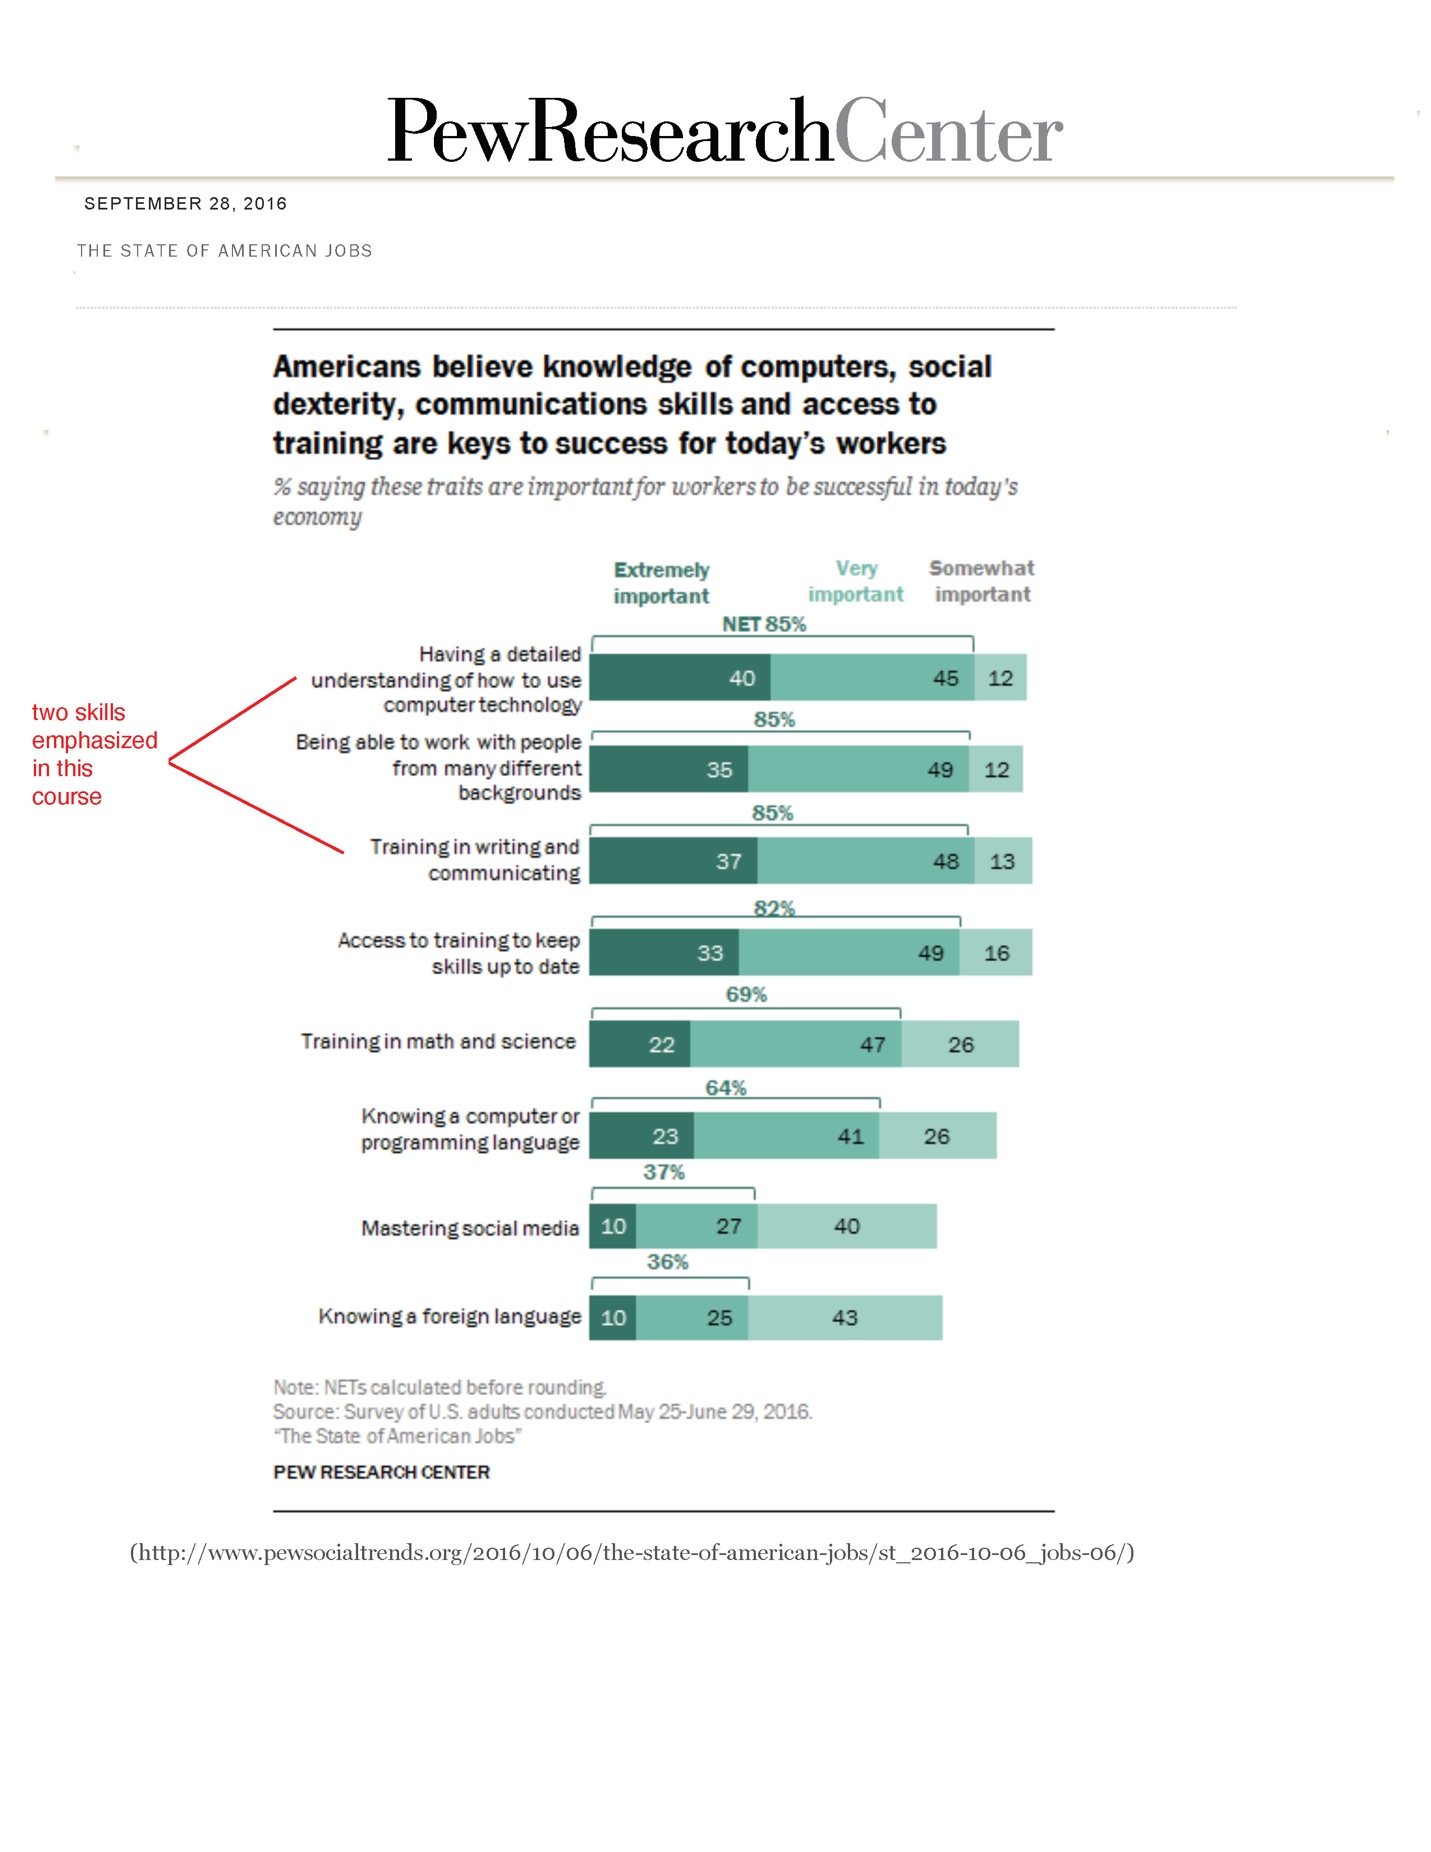 PewResearchCenter
SEPTEMBER 28, 2016
THE STATE OF AMERICAN JOBS
Americans believe knowledge of computers, social
dexterity, communications skills and access to
training are keys to success for today's workers
% saying these traits are important for workers to be successful in today's
economy
Extremely
important
Very
important
Somewhat
important
NET 85%
Having a detailed
understanding of how to use
computer technology
40 45 12
two skills
emphasized
in this
course
85%
Being able to work with people
from many different
backgrounds
35 49 12
85%
Training in writing and
communicating
37 48 13
82%
Access to training to keep
skills up to date
33 49 16
69%
Training in math and science
22 47 26
64%
Knowing a computer or
programming language
23 41 26
37%
Mastering social media
10 27 40
36%
Knowing a foreign language
10 25 43
Note: NETs calculated before rounding.
Source: Survey of U.S. adults conducted May 25-June 29, 2016.
“The State of American Jobs”
PEW RESEARCH CENTER
(http://www.pewsocialtrends.org/2016/10/06/the-state-of-american-jobs/st_2016-10-06_jobs-06/)